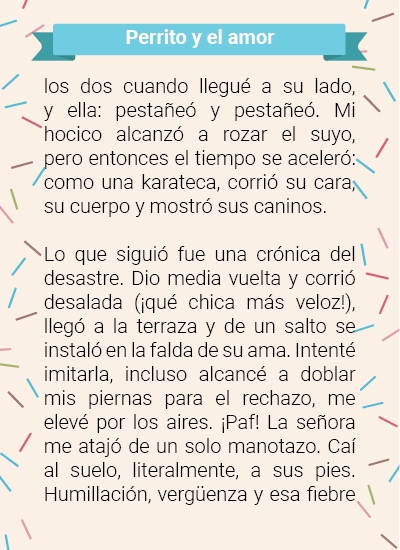 Perrito y el amor
los dos cuando llegué a su lado,
y ella: pestañeó y pestañeó. Mi
hocico alcanzó a rozar el suyo,
pero entonces el tiempo se aceleró:
como una karateca, corrió su cara,
su cuerpo y mostró sus caninos.
Lo que siguió fue una crónica del
desastre. Dio media vuelta y corrió
desalada (¡qué chica más veloz!),
llegó a la terraza y de un salto se
instaló en la falda de su ama. Intenté
imitarla, incluso alcancé a doblar
mis piernas para el rechazo, me
elevé por los aires. ¡Paf! La señora
me atajó de un solo manotazo. Caí
al suelo, literalmente, a sus pies.
Humillación, vergüenza y esa fiebre